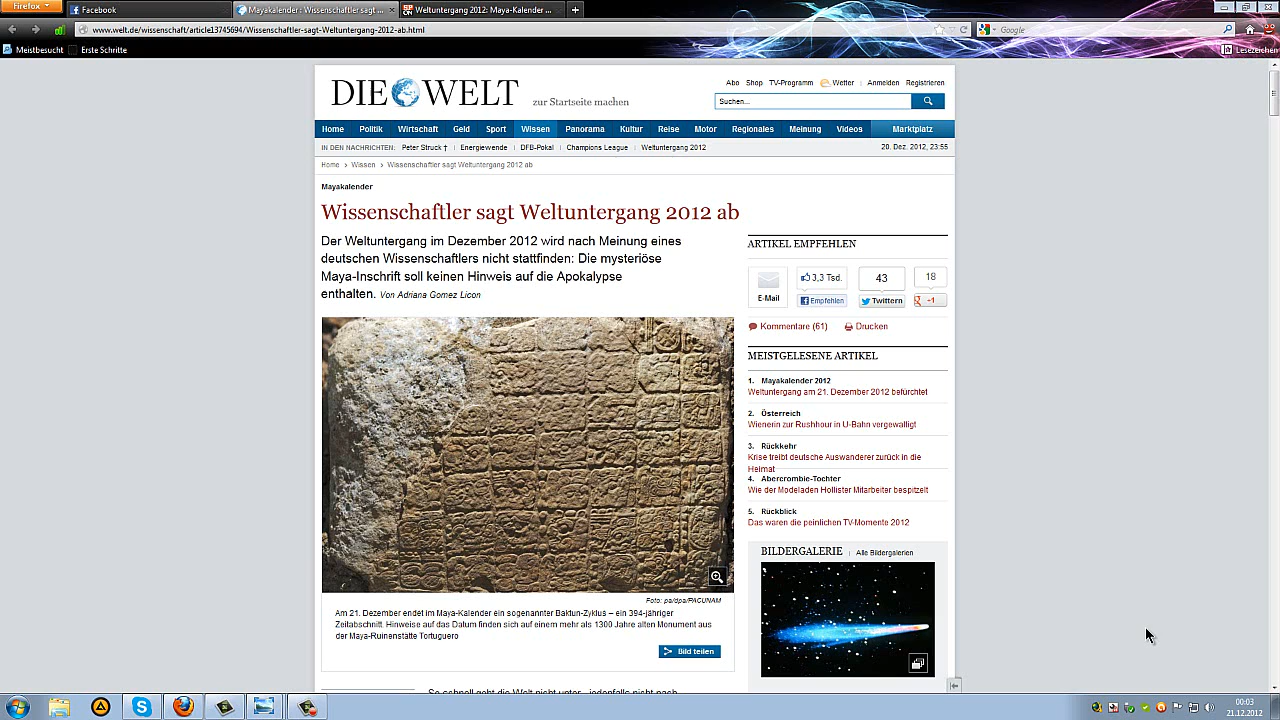 Firefox
Facebook
Mayakalender : Wissenschaftler sagt ...
Weltuntergang 2012: Maya-Kalender ...
www.welt.de/wissenschaft/article13745694/Wissenschaftler-sagt-Weltuntergang-2012-ab.html
Google
Meistbesucht
Erste Schritte
Lesezeichen
DIE WELT
zur Startseite machen
Abo Shop TV-Programm Wetter Anmelden Registrieren
Suchen...
Home Politik Wirtschaft Geld Sport Wissen Panorama Kultur Reise Motor Regionales Meinung Videos Marktplatz
IN DEN NACHRICHTEN: Peter Struck † Energiewende DFB-Pokal Champions League Weltuntergang 2012
20. Dez. 2012, 23:55
Home › Wissen › Wissenschaftler sagt Weltuntergang 2012 ab
Mayakalender
Wissenschaftler sagt Weltuntergang 2012 ab
Der Weltuntergang im Dezember 2012 wird nach Meinung eines
deutschen Wissenschaftlers nicht stattfinden: Die mysteriöse
Maya-Inschrift soll keinen Hinweis auf die Apokalypse
enthalten. Von Adriana Gomez Licon
Foto: pa/dpa/PACUNAM
Am 21. Dezember endet im Maya-Kalender ein sogenannter Baktun-Zyklus – ein 394-jähriger
Zeitabschnitt. Hinweise auf das Datum finden sich auf einem mehr als 1300 Jahre alten Monument aus
der Maya-Ruinenstätte Tortuguero
Bild teilen
So schnell geht die Welt nicht unter - jedenfalls nicht nach
ARTIKEL EMPFEHLEN
E-Mail
3,3 Tsd.
Empfehlen
43
Twittern
18
+1
Kommentare (61)
Drucken
MEISTGELESENE ARTIKEL
1. Mayakalender 2012
Weltuntergang am 21. Dezember 2012 befürchtet
2. Österreich
Wienerin zur Rushhour in U-Bahn vergewaltigt
3. Rückkehr
Krise treibt deutsche Auswanderer zurück in die
Heimat
4. Abercrombie-Tochter
Wie der Modeladen Hollister Mitarbeiter bespitzelt
5. Rückblick
Das waren die peinlichen TV-Momente 2012
BILDERGALERIE Alle Bildergalerien
00:03
21.12.2012